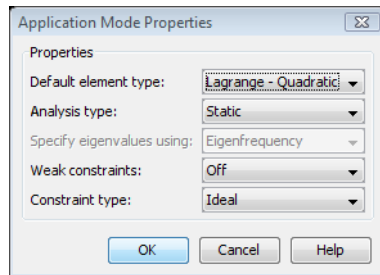 Application Mode Properties
Properties
Default element type: Lagrange - Quadratic
Analysis type: Static
Specify eigenvalues using: Eigenfrequency
Weak constraints: Off
Constraint type: Ideal
OK Cancel Help